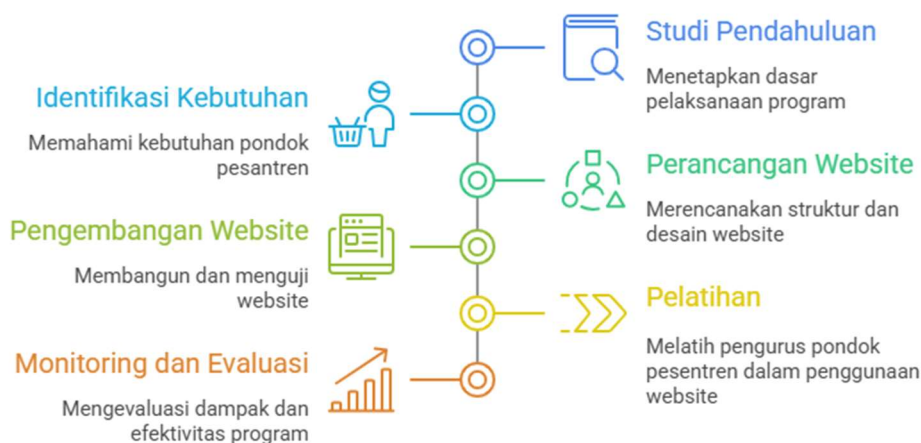 Studi Pendahuluan
Menetapkan dasar
pelaksanaan program
Identifikasi Kebutuhan
Memahami kebutuhan pondok
pesantren
Perancangan Website
Merencanakan struktur dan
desain website
Pengembangan Website
Membangun dan menguji
website
Pelatihan
Melatih pengurus pondok
pesentren dalam penggunaan
website
Monitoring dan Evaluasi
Mengevaluasi dampak dan
efektivitas program